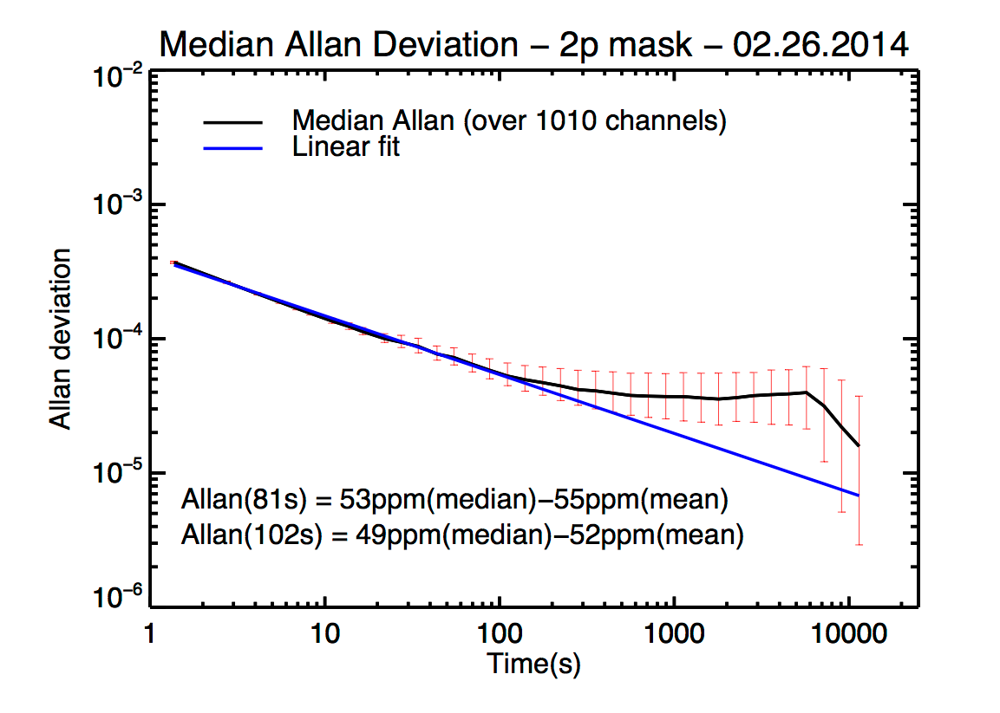 Median Allan Deviation − 2p mask − 02.26.2014
10−2
Median Allan (over 1010 channels)
Linear fit
10−3
Allan deviation
10−4
10−5
Allan(81s) = 53ppm(median)−55ppm(mean)
Allan(102s) = 49ppm(median)−52ppm(mean)
10−6
1 10 100 1000 10000
Time(s)